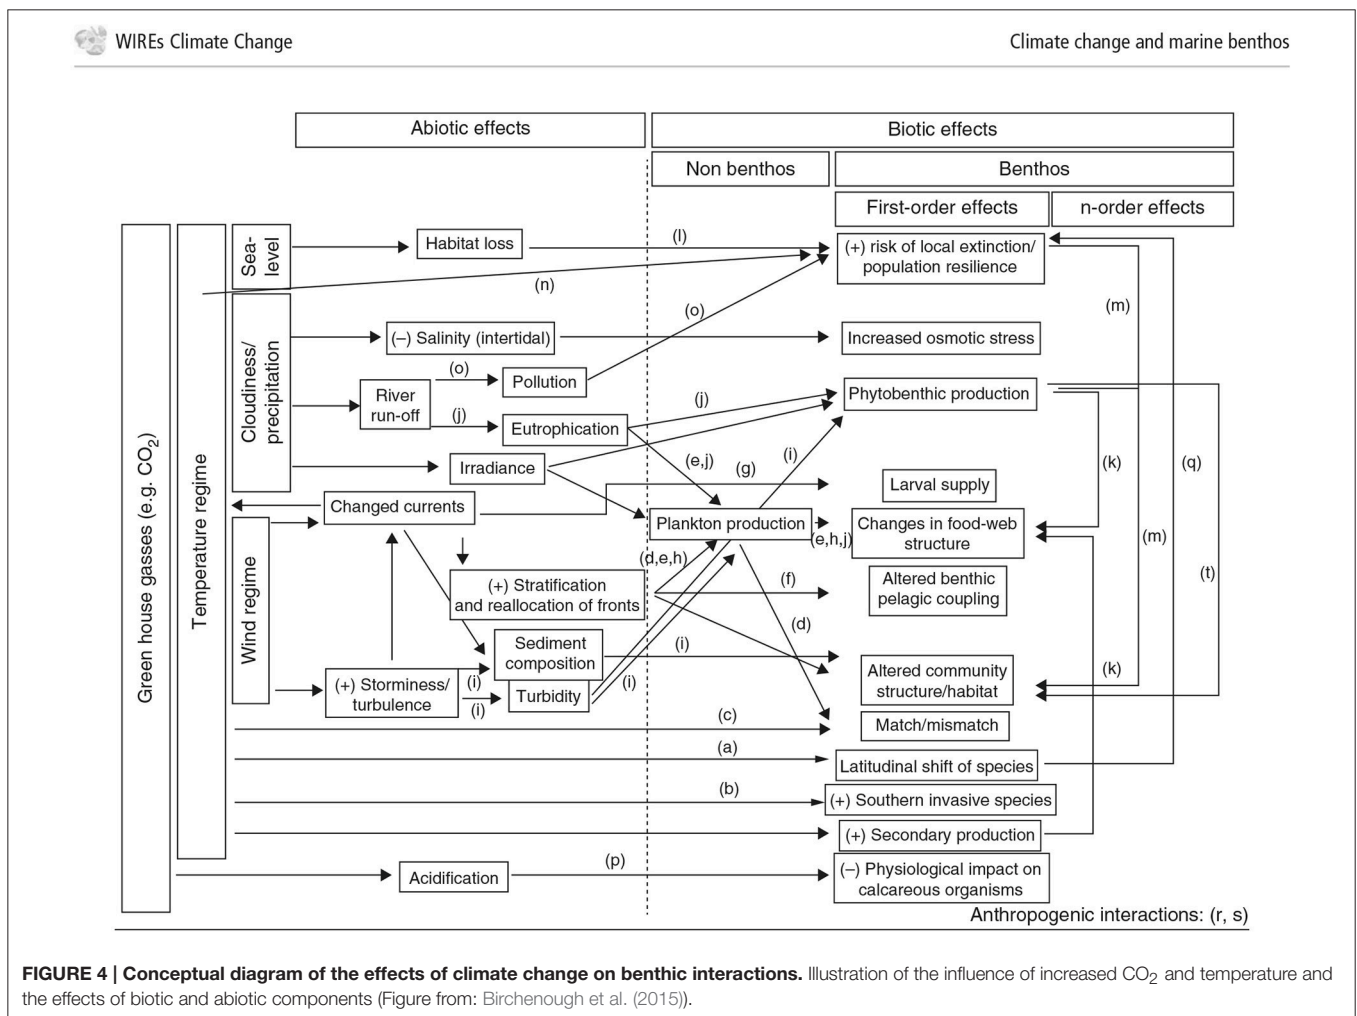 WIREs Climate Change
Climate change and marine benthos
Abiotic effects
Biotic effects
Non benthos
Benthos
First-order effects
n-order effects
Green house gasses (e.g. CO2)
Temperature regime
Sea-
level
Cloudiness/
precipitation
Wind regime
Habitat loss
(l)
(+) risk of local extinction/
population resilience
(n)
(m)
(o)
(–) Salinity (intertidal)
Increased osmotic stress
(o)
Pollution
River
run-off
(j)
Eutrophication
(j)
Phytobenthic production
Irradiance
(e,j)
(g)
(i)
(k)
(q)
Larval supply
Changed currents
Plankton production
(e,h,j)
Changes in food-web
structure
(m)
(d,e,h)
(t)
(+) Stratification
and reallocation of fronts
(f)
Altered benthic
pelagic coupling
(d)
Sediment
composition
(i)
(k)
Altered community
structure/habitat
(+) Storminess/
turbulence
(i)
(i)
Turbidity
(i)
(c)
Match/mismatch
(a)
Latitudinal shift of species
(b)
(+) Southern invasive species
(+) Secondary production
(p)
Acidification
(–) Physiological impact on
calcareous organisms
Anthropogenic interactions: (r, s)
FIGURE 4 | Conceptual diagram of the effects of climate change on benthic interactions. Illustration of the influence of increased CO2 and temperature and
the effects of biotic and abiotic components (Figure from: Birchenough et al. (2015)).